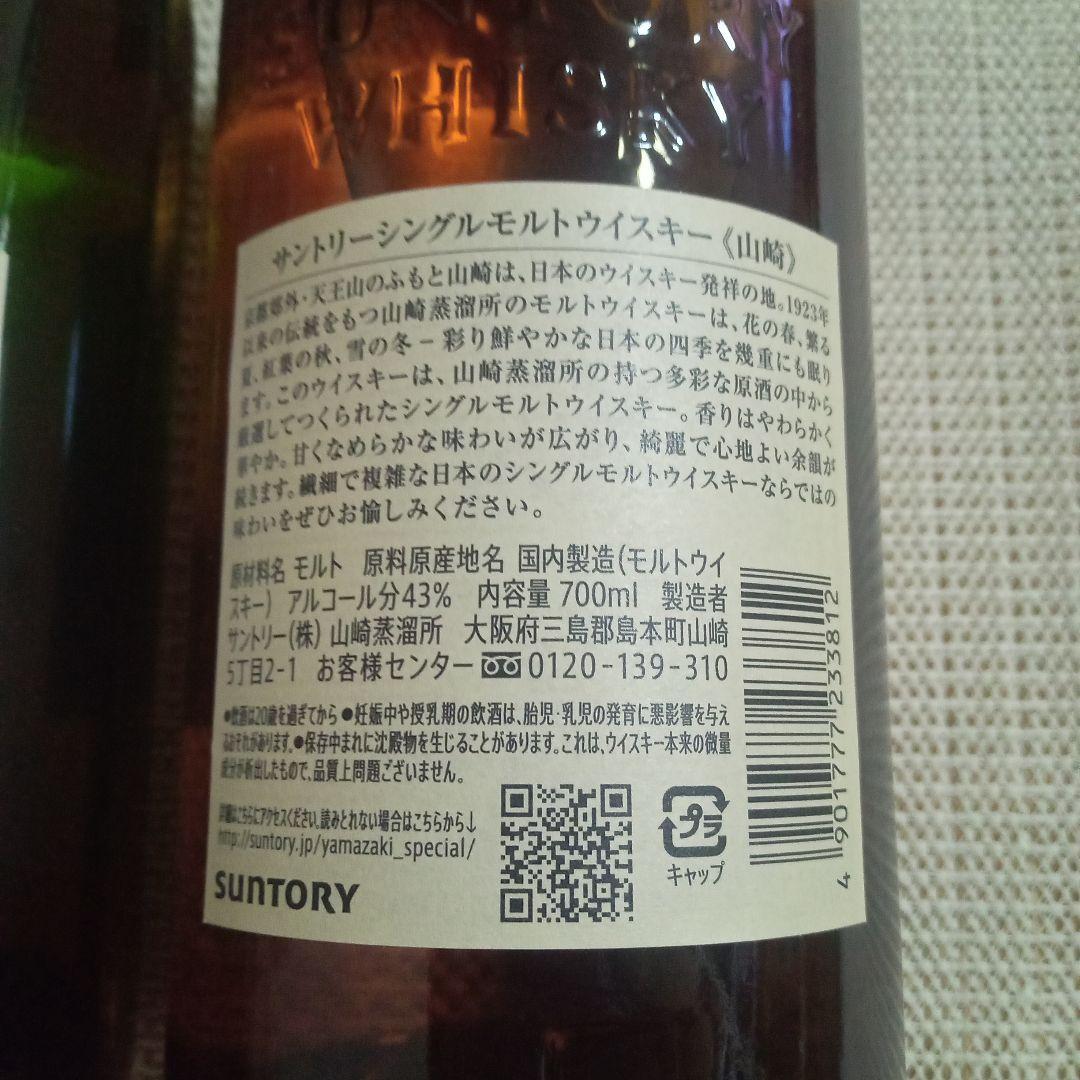 SUNTORY
WHISKY
サントリーシングルモルトウイスキー《山崎》
京都郊外・天王山のふもと山崎は、日本のウイスキー発祥の地。1923年
以来の伝統をもつ山崎蒸溜所のモルトウイスキーは、花の春、繁る
夏、紅葉の秋、雪の冬－彩り鮮やかな日本の四季を幾重にも眠り
ます。このウイスキーは、山崎蒸溜所の持つ多彩な原酒の中から
厳選してつくられたシングルモルトウイスキー。香りはやわらかく
華やか。甘くなめらかな味わいが広がり、綺麗で心地よい余韻が
続きます。繊細で複雑な日本のシングルモルトウイスキーならではの
味わいをぜひお愉しみください。
原材料名 モルト 原料原産地名 国内製造(モルトウイ
スキー) アルコール分43% 内容量 700ml 製造者
サントリー(株) 山崎蒸溜所 大阪府三島郡島本町山崎
5丁目2-1 お客様センター 0120-139-310
●飲酒は20歳を過ぎてから ●妊娠中や授乳期の飲酒は、胎児・乳児の発育に悪影響を与え
るおそれがあります。●保存中まれに沈殿物を生じることがあります。これは、ウイスキー本来の微量
成分が析出したもので、品質上問題ございません。
詳細はこちらにアクセスください。読みとれない場合はこちらから↓
http://suntory.jp/yamazaki_special/
SUNTORY
プラ
キャップ
4 901777 233812